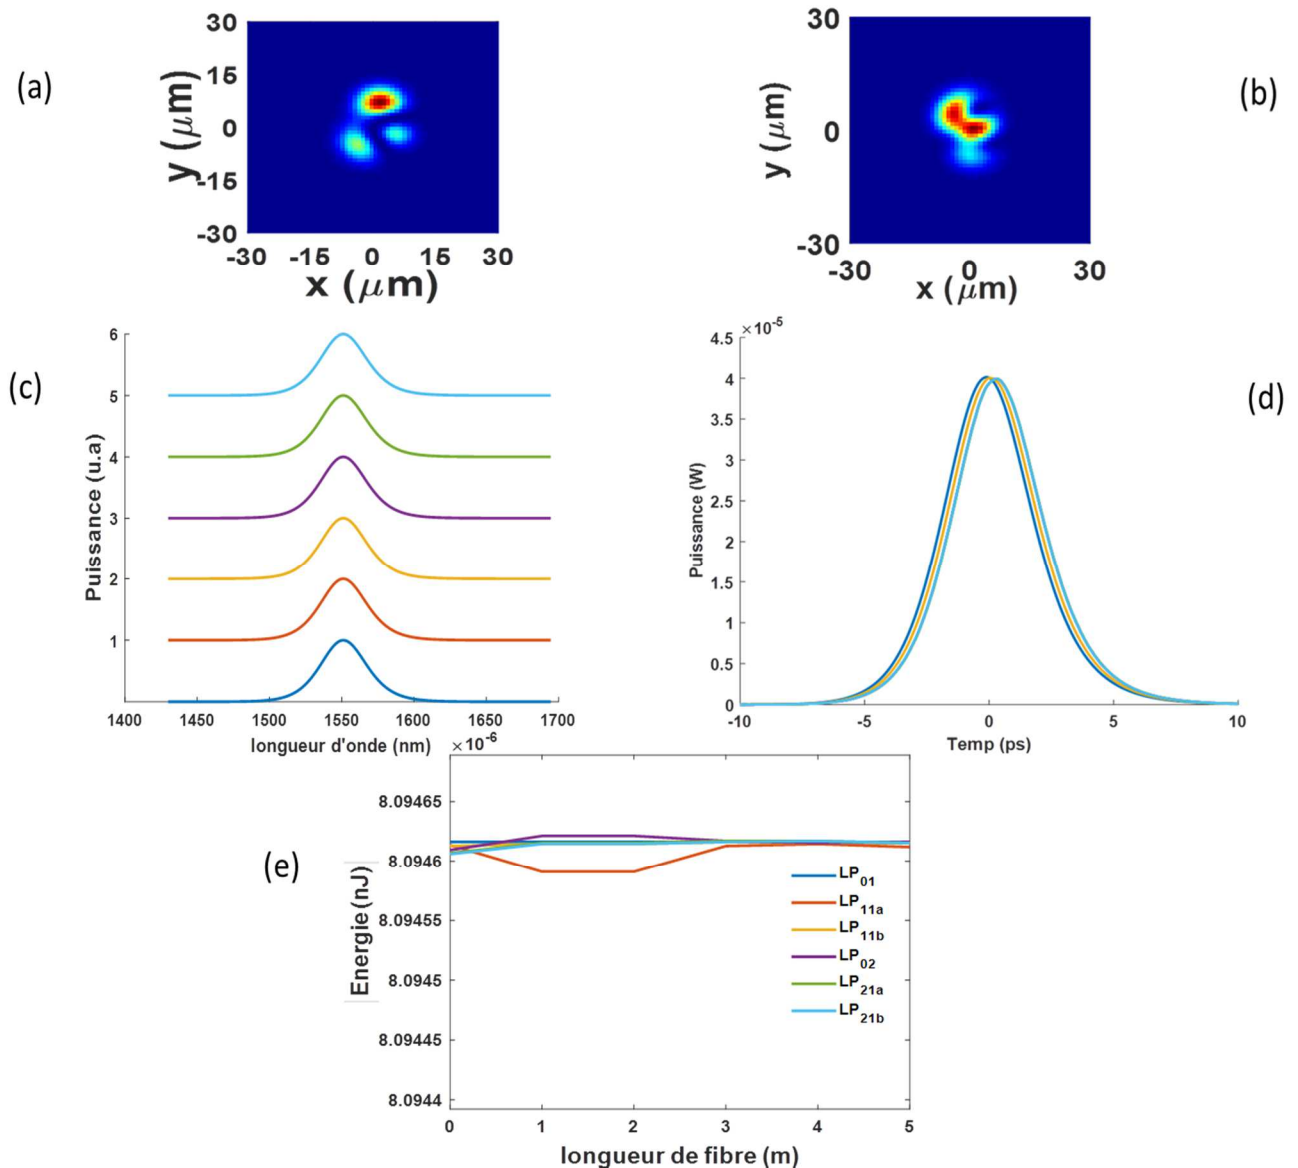 (a)
30
15
0
-15
-30
y (μm)
-30 -15 0 15 30
x (μm)
(b)
30
0
-30
y (μm)
-30 0 30
x (μm)
(c)
6
5
4
3
2
1
Puissance (u.a)
1400 1450 1500 1550 1600 1650 1700
longueur d'onde (nm)
(d)
×10⁻⁵
4.5
4
3.5
3
2.5
2
1.5
1
0.5
0
Puissance (W)
-10 -5 0 5 10
Temp (ps)
(e)
×10⁻⁶
8.09465
8.0946
8.09455
8.0945
8.09445
8.0944
Energie (nJ)
LP01
LP11a
LP11b
LP02
LP21a
LP21b
0 1 2 3 4 5
longueur de fibre (m)